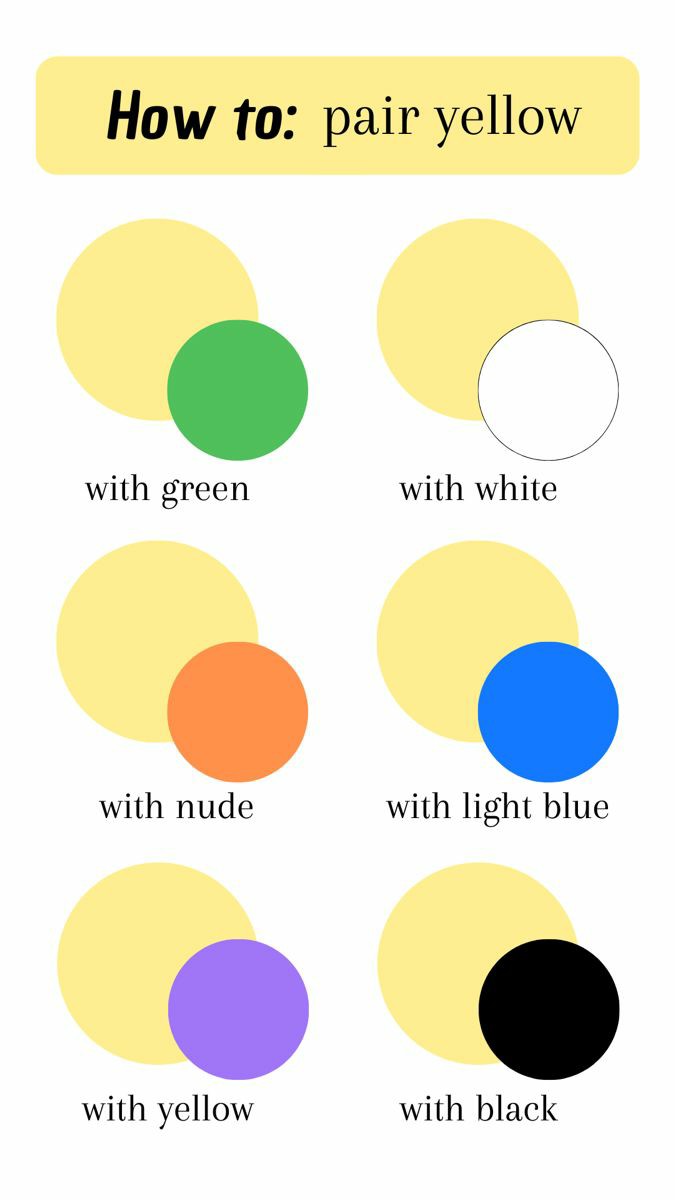 How to: pair yellow
with green
with white
with nude
with light blue
with yellow
with black